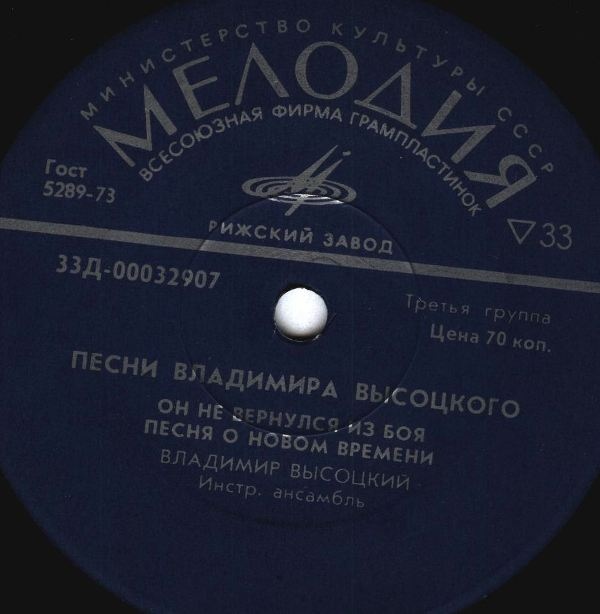 МИНИСТЕРСТВО КУЛЬТУРЫ СССР
МЕЛОДИЯ
ВСЕСОЮЗНАЯ ФИРМА ГРАМПЛАСТИНОК
Гост
5289-73
▽33
РИЖСКИЙ ЗАВОД
33Д-00032907
Третья группа
Цена 70 коп.
ПЕСНИ ВЛАДИМИРА ВЫСОЦКОГО
ОН НЕ ВЕРНУЛСЯ ИЗ БОЯ
ПЕСНЯ О НОВОМ ВРЕМЕНИ
ВЛАДИМИР ВЫСОЦКИЙ
Инстр. ансамбль